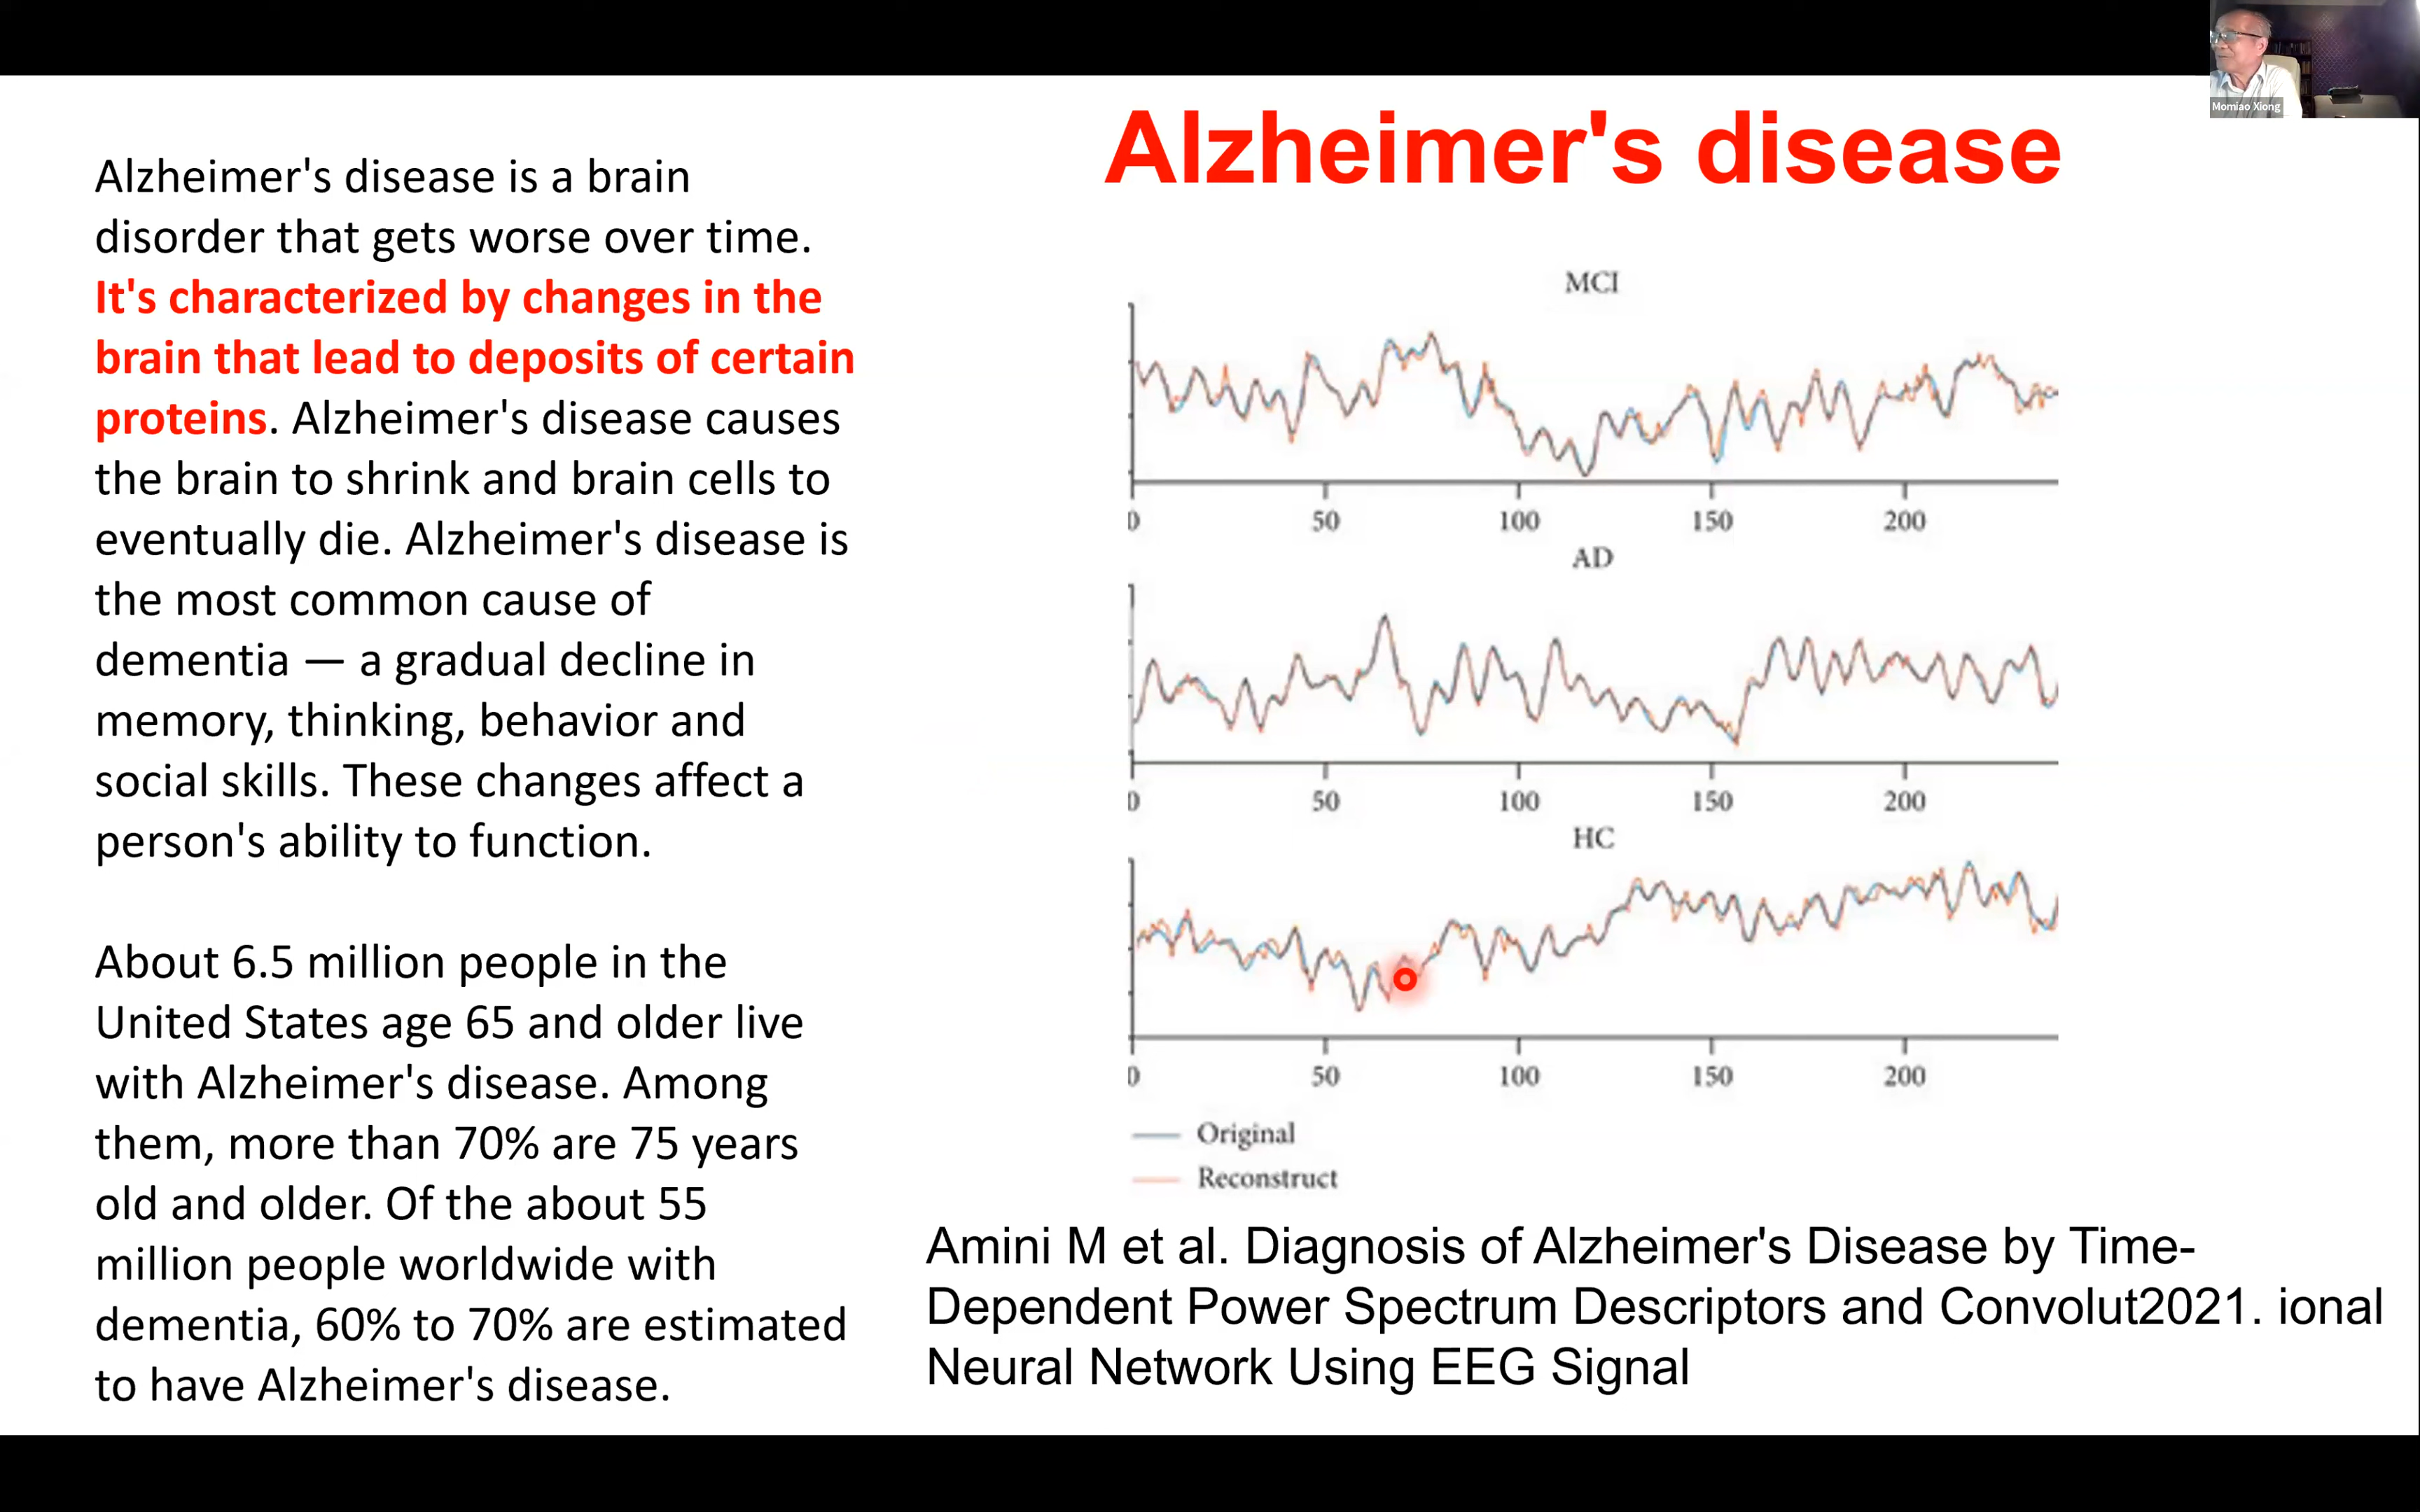 Momiao Xiong
Alzheimer's disease
Alzheimer's disease is a brain
disorder that gets worse over time.
It's characterized by changes in the
brain that lead to deposits of certain
proteins. Alzheimer's disease causes
the brain to shrink and brain cells to
eventually die. Alzheimer's disease is
the most common cause of
dementia — a gradual decline in
memory, thinking, behavior and
social skills. These changes affect a
person's ability to function.
About 6.5 million people in the
United States age 65 and older live
with Alzheimer's disease. Among
them, more than 70% are 75 years
old and older. Of the about 55
million people worldwide with
dementia, 60% to 70% are estimated
to have Alzheimer's disease.
MCI
0 50 100 150 200
AD
0 50 100 150 200
HC
0 50 100 150 200
Original
Reconstruct
Amini M et al. Diagnosis of Alzheimer's Disease by Time-
Dependent Power Spectrum Descriptors and Convolut2021. ional
Neural Network Using EEG Signal